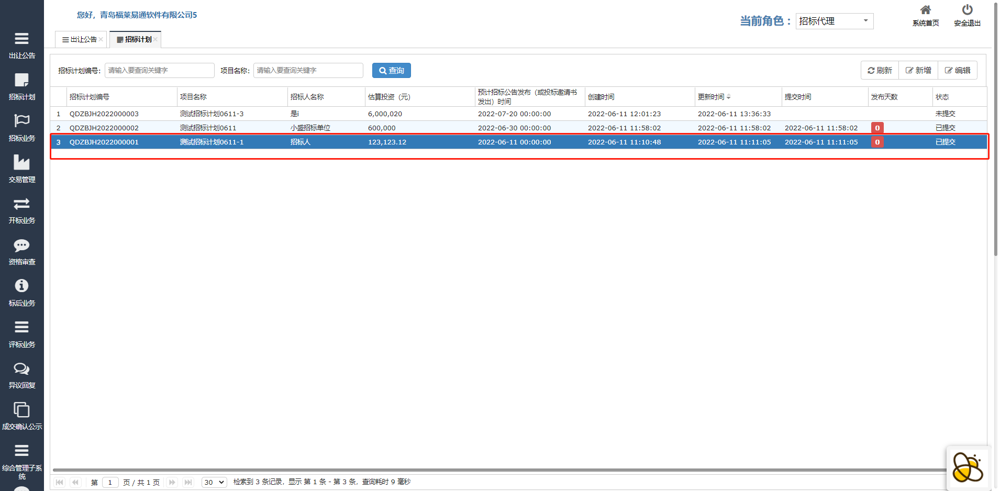 您好，青岛福莱易通软件有限公司5
当前角色： 招标代理
系统首页
安全退出
出让公告
招标计划
招标业务
交易管理
开标业务
资格审查
标后业务
评标业务
异议回复
成交确认公示
综合管理子系
统
出让公告 招标计划
招标计划编号： 请输入要查询关键字 项目名称： 请输入要查询关键字 查询 刷新 新增 编辑
招标计划编号 项目名称 招标人名称 估算投资（元） 预计招标公告发布（或投标邀请书 创建时间 更新时间 提交时间 发布天数 状态
发出）时间
1 QDZBJH2022000003 测试招标计划0611-3 是i 6,000,020 2022-07-20 00:00:00 2022-06-11 12:01:23 2022-06-11 13:36:33 未提交
2 QDZBJH2022000002 测试招标计划0611 小盛招标单位 600,000 2022-06-30 00:00:00 2022-06-11 11:58:02 2022-06-11 11:58:02 2022-06-11 11:58:02 0 已提交
3 QDZBJH2022000001 测试招标计划0611-1 招标人 123,123.12 2022-06-11 00:00:00 2022-06-11 11:10:48 2022-06-11 11:11:05 2022-06-11 11:11:05 0 已提交
第 1 页 / 共 1 页 30 检索到 3 条记录，显示 第 1 条 - 第 3 条，查询耗时 9 毫秒